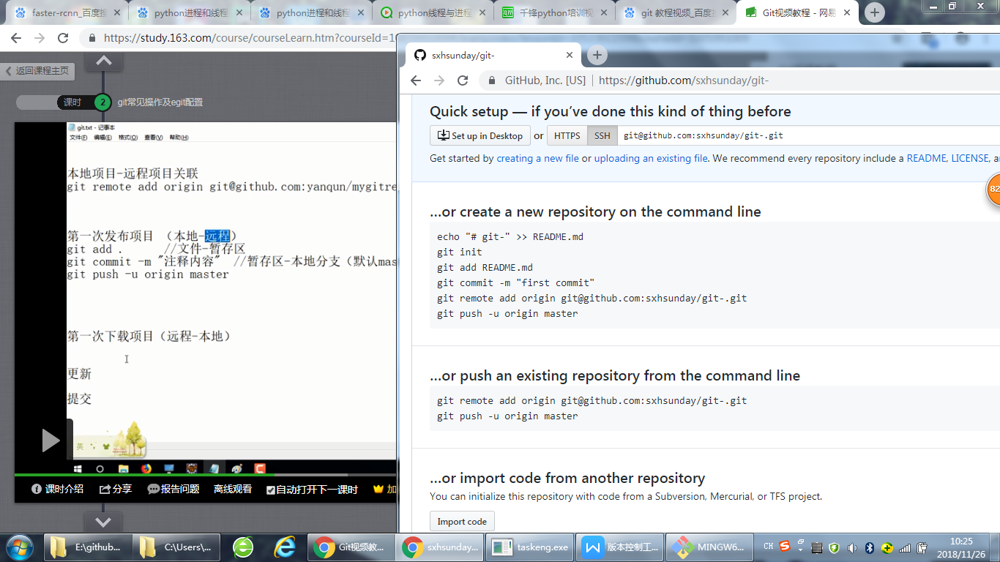 faster-rcnn_百度搜
python进程和线程
python进程和线程
python线程与进程
千锋python培训视
git 教程视频_百度
Git视频教程 - 网易
https://study.163.com/course/courseLearn.htm?courseId=10
返回课程主页
课时 2 git常见操作及egit配置
git.txt - 记事本
文件(F) 编辑(E) 格式(O) 查看(V) 帮助(H)
本地项目-远程项目关联
git remote add origin git@github.com:yanqun/mygitre
第一次发布项目 （本地-远程）
git add . //文件-暂存区
git commit -m "注释内容" //暂存区-本地分支（默认mas
git push -u origin master
第一次下载项目（远程-本地）
更新
提交
英
课时介绍 分享 报告问题 离线观看 自动打开下一课时 加
sxhsunday/git-
GitHub, Inc. [US] https://github.com/sxhsunday/git-
Quick setup — if you’ve done this kind of thing before
Set up in Desktop or HTTPS SSH git@github.com:sxhsunday/git-.git
Get started by creating a new file or uploading an existing file. We recommend every repository include a README, LICENSE, a
82
…or create a new repository on the command line
echo "# git-" >> README.md
git init
git add README.md
git commit -m "first commit"
git remote add origin git@github.com:sxhsunday/git-.git
git push -u origin master
…or push an existing repository from the command line
git remote add origin git@github.com:sxhsunday/git-.git
git push -u origin master
…or import code from another repository
You can initialize this repository with code from a Subversion, Mercurial, or TFS project.
Import code
E:\github...
C:\Users\...
Git视频教...
sxhsunday...
taskeng.exe
版本控制工...
MINGW6...
CH
10:25
2018/11/26